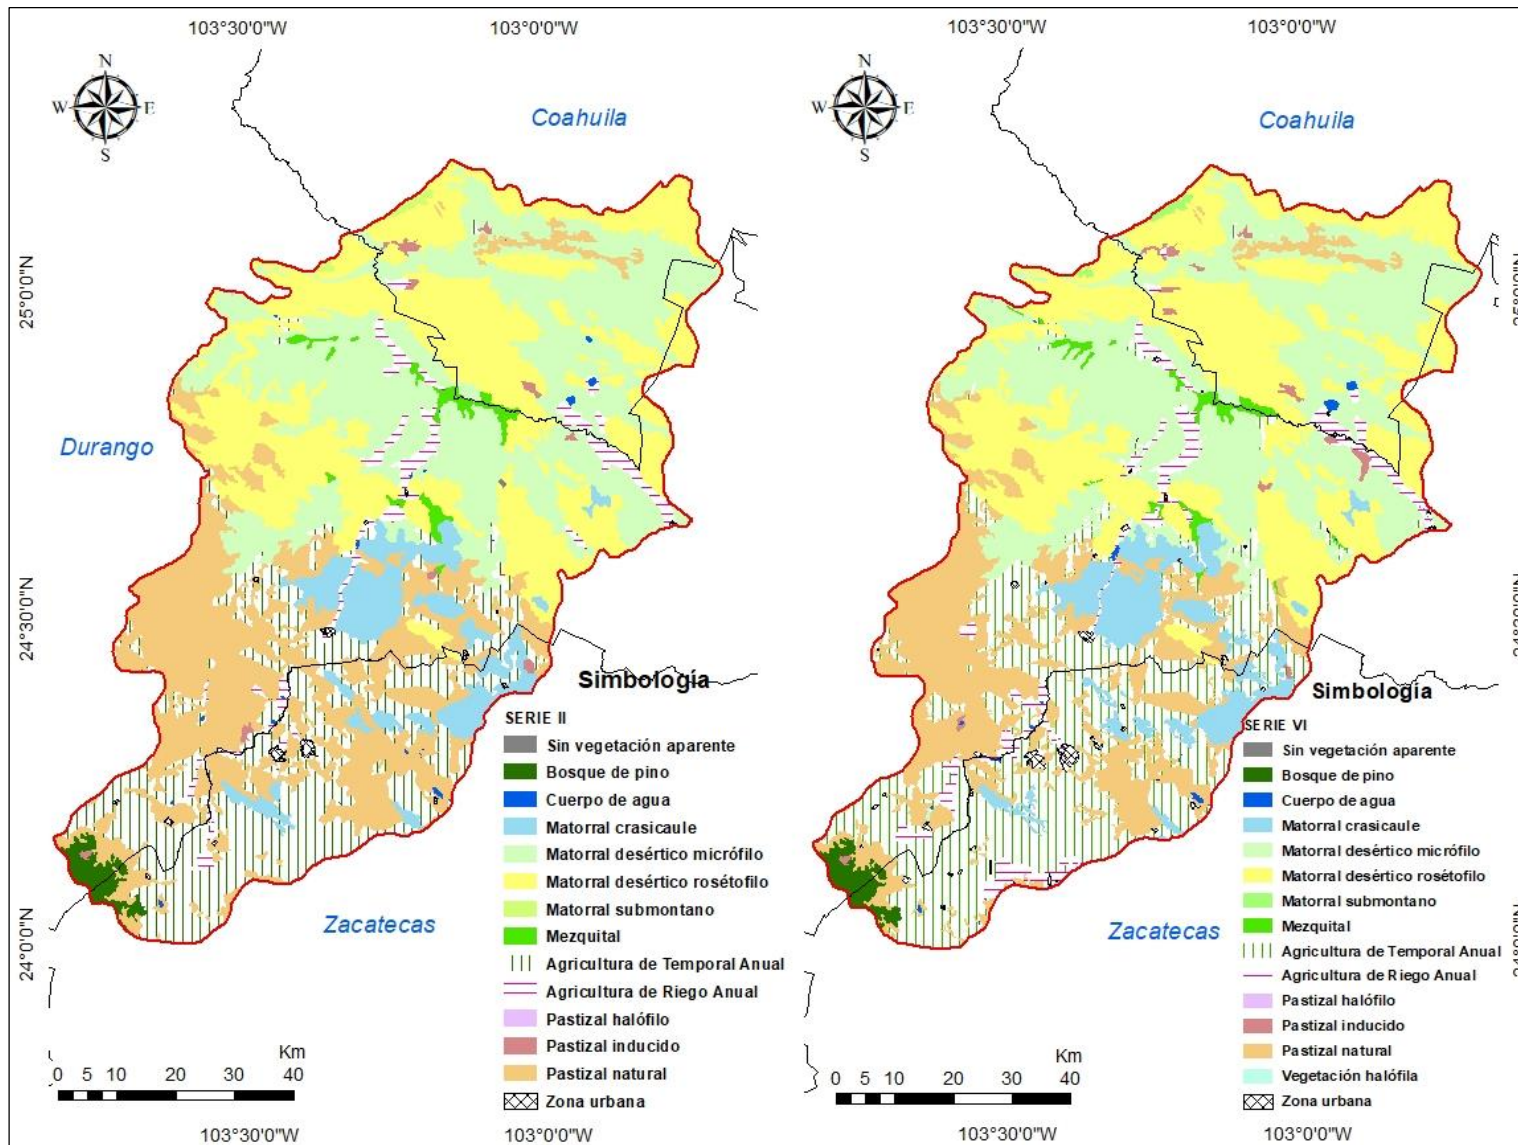 103°30'0"W
103°0'0"W
N
W
E
S
Coahuila
25°0'0"N
Durango
24°30'0"N
24°0'0"N
Zacatecas
Simbología
SERIE II
Sin vegetación aparente
Bosque de pino
Cuerpo de agua
Matorral crasicaule
Matorral desértico micrófilo
Matorral desértico rosétofilo
Matorral submontano
Mezquital
Agricultura de Temporal Anual
Agricultura de Riego Anual
Pastizal halófilo
Pastizal inducido
Pastizal natural
Zona urbana
Km
0 5 10 20 30 40
103°30'0"W
103°0'0"W
103°30'0"W
103°0'0"W
N
W
E
S
Coahuila
Zacatecas
Simbología
SERIE VI
Sin vegetación aparente
Bosque de pino
Cuerpo de agua
Matorral crasicaule
Matorral desértico micrófilo
Matorral desértico rosétofilo
Matorral submontano
Mezquital
Agricultura de Temporal Anual
Agricultura de Riego Anual
Pastizal halófilo
Pastizal inducido
Pastizal natural
Vegetación halófila
Zona urbana
Km
0 5 10 20 30 40
103°30'0"W
103°0'0"W